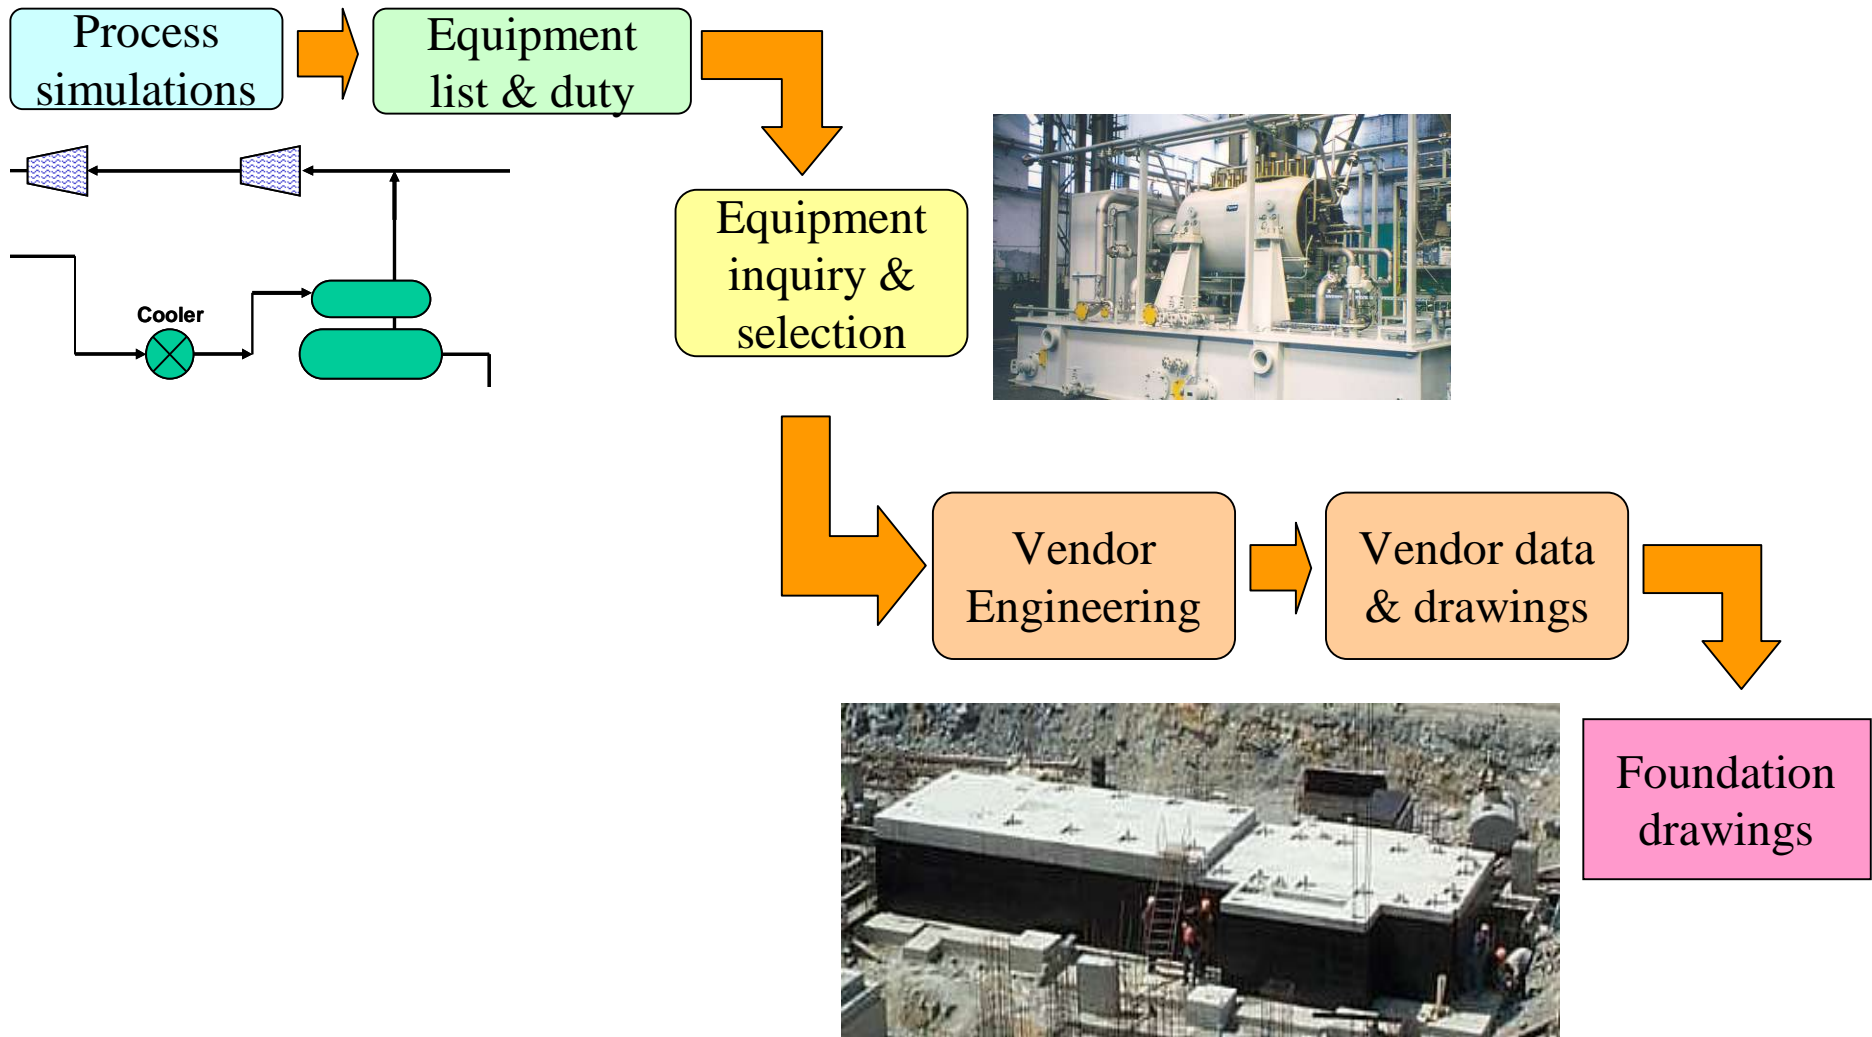 Process
simulations
Equipment
list & duty
Equipment
inquiry &
selection
Cooler
Vendor
Engineering
Vendor data
& drawings
Foundation
drawings